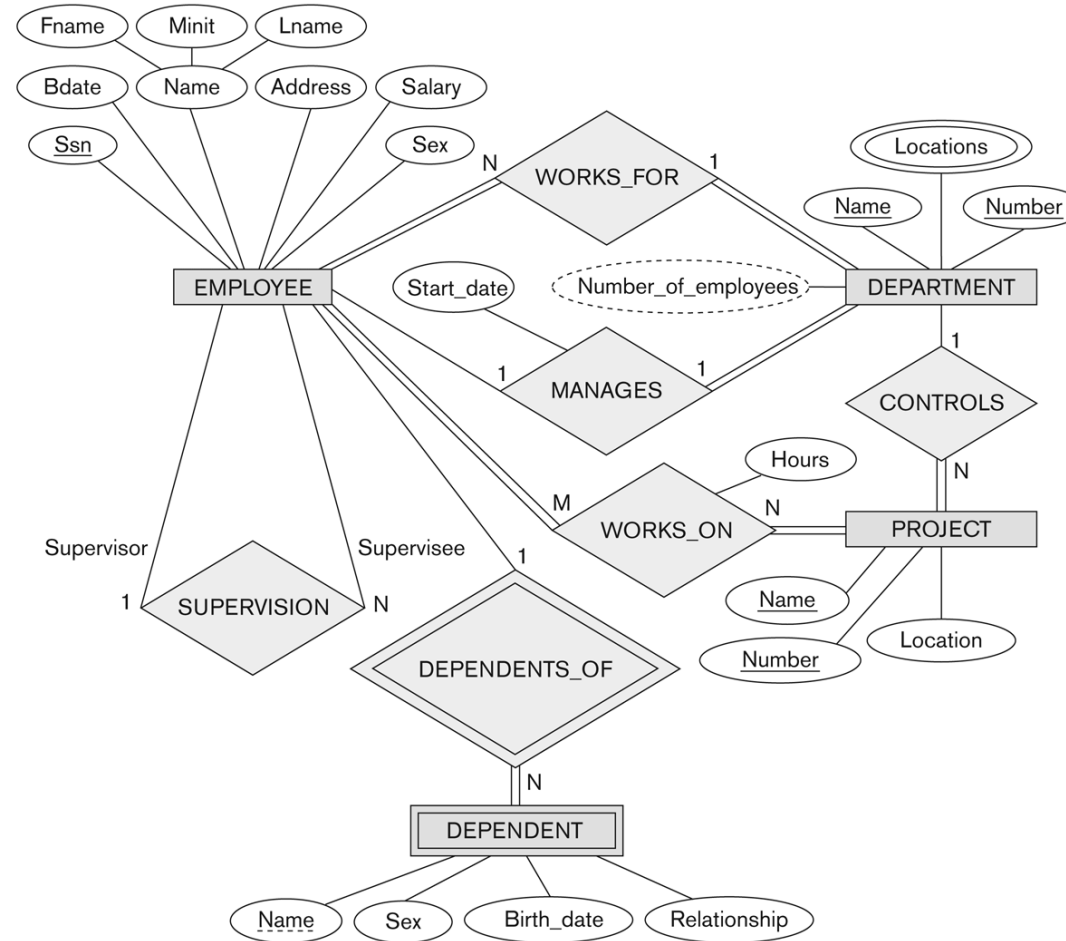 Fname
Minit
Lname
Bdate
Name
Address
Salary
Ssn
Sex
N
WORKS_FOR
1
Locations
Name
Number
EMPLOYEE
Start_date
Number_of_employees
DEPARTMENT
1
MANAGES
1
1
CONTROLS
N
Hours
M
WORKS_ON
N
PROJECT
Supervisor
Supervisee
1
SUPERVISION
N
1
Name
Number
Location
DEPENDENTS_OF
N
DEPENDENT
Name
Sex
Birth_date
Relationship